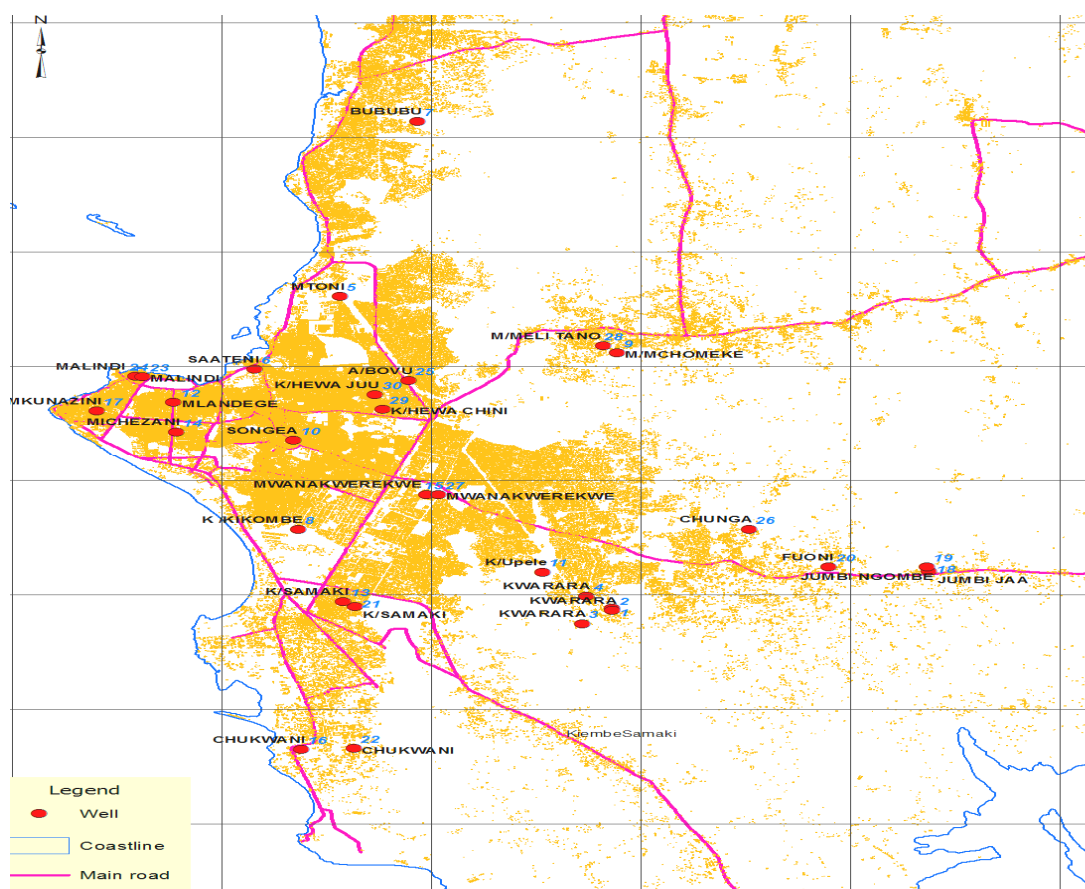 N
BUBUBU 7
MTONI 5
M/MELI TANO 28
9
M/MCHOMEKE
SAATENI 6
MALINDI 24 23
MALINDI
A/BOVU 25
K/HEWA JUU 30
29
K/HEWA CHINI
MKUNAZINI 17
12
MLANDEGE
MICHEZANI 14
SONGEA 10
MWANAKWEREKWE 15 27
MWANAKWEREKWE
K/KIKOMBE 8
CHUNGA 26
K/Upele 11
FUONI 20
19
18
JUMBI NGOMBE
JUMBI JAA
K/SAMAKI 13
21
K/SAMAKI
KWARARA 4
KWARARA 2
KWARARA 3
1
KiembeSamaki
CHUKWANI 16
22
CHUKWANI
Legend
Well
Coastline
Main road